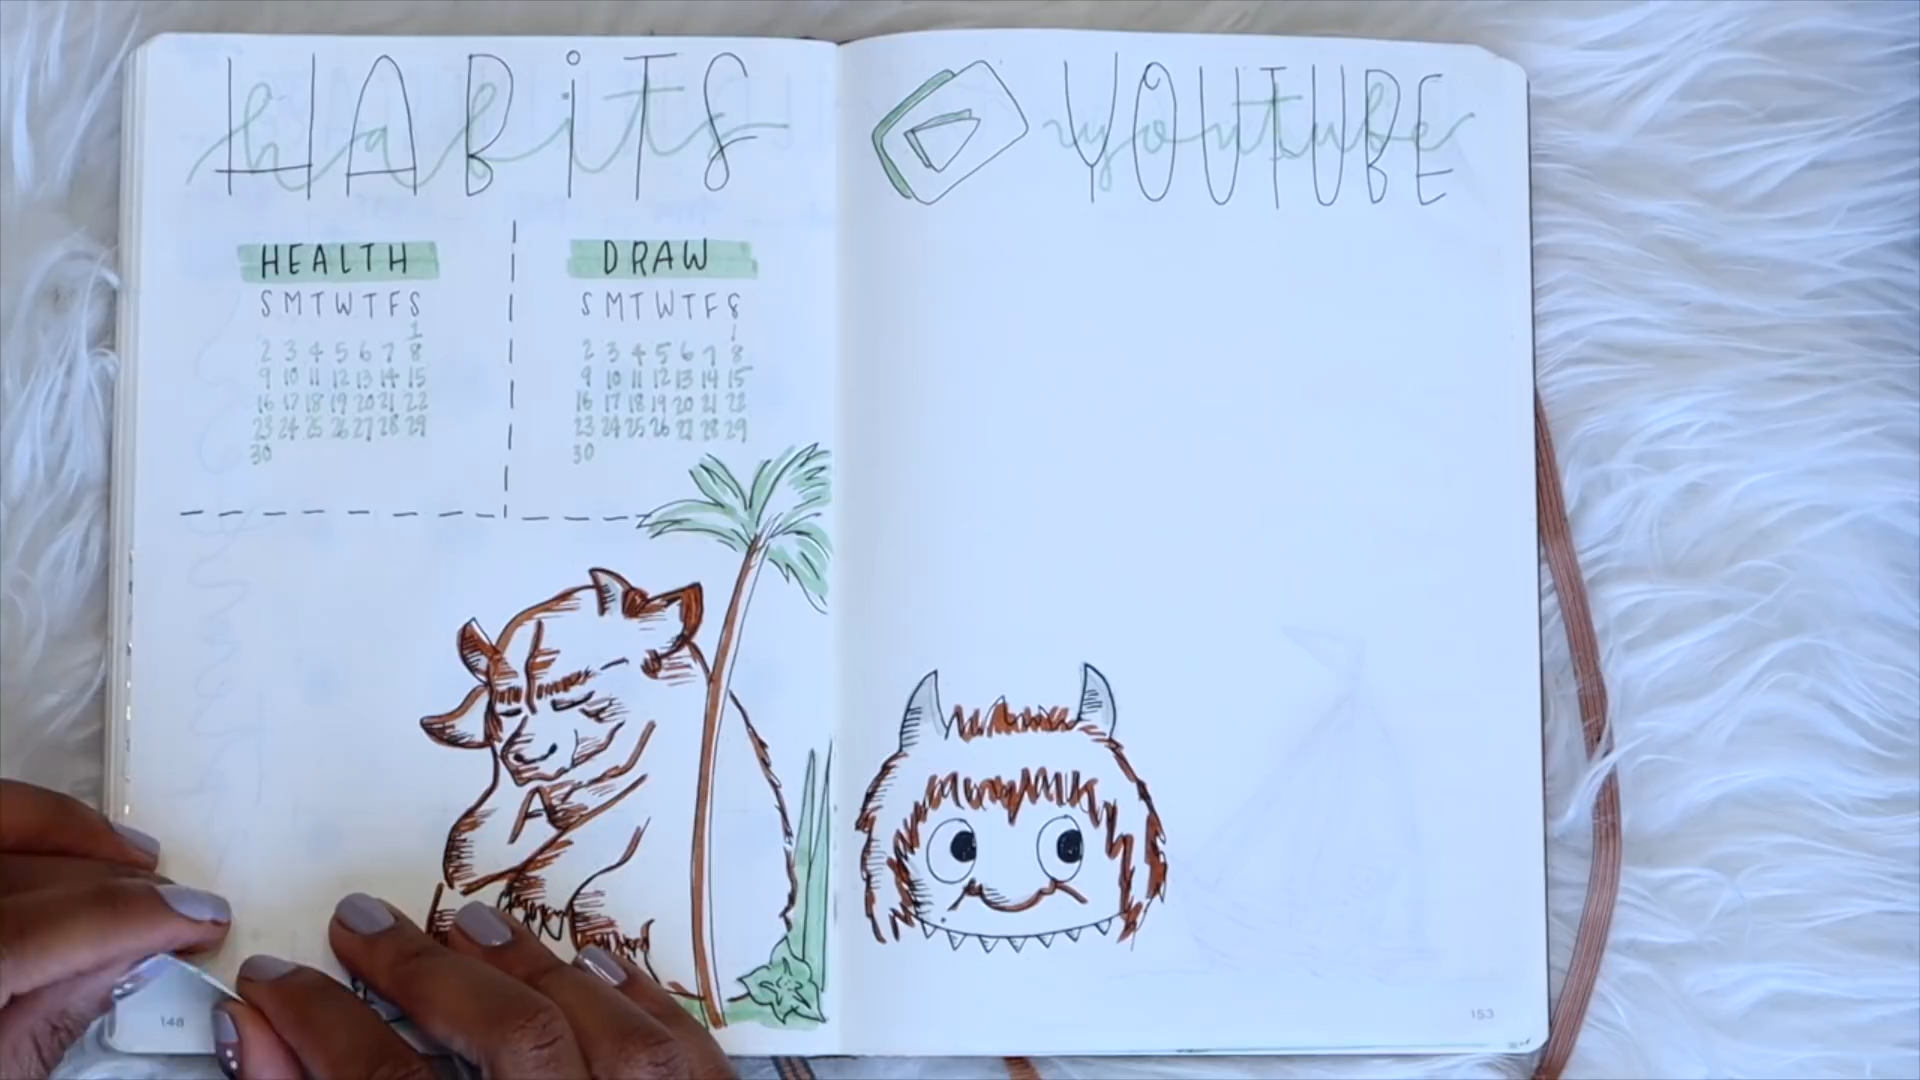 HABiTS
habits
HEALTH
S M T W T F S
1
2 3 4 5 6 7 8
9 10 11 12 13 14 15
16 17 18 19 20 21 22
23 24 25 26 27 28 29
30
DRAW
S M T W T F S
1
2 3 4 5 6 7 8
9 10 11 12 13 14 15
16 17 18 19 20 21 22
23 24 25 26 27 28 29
30
148
YOUTUBE
youtube
153